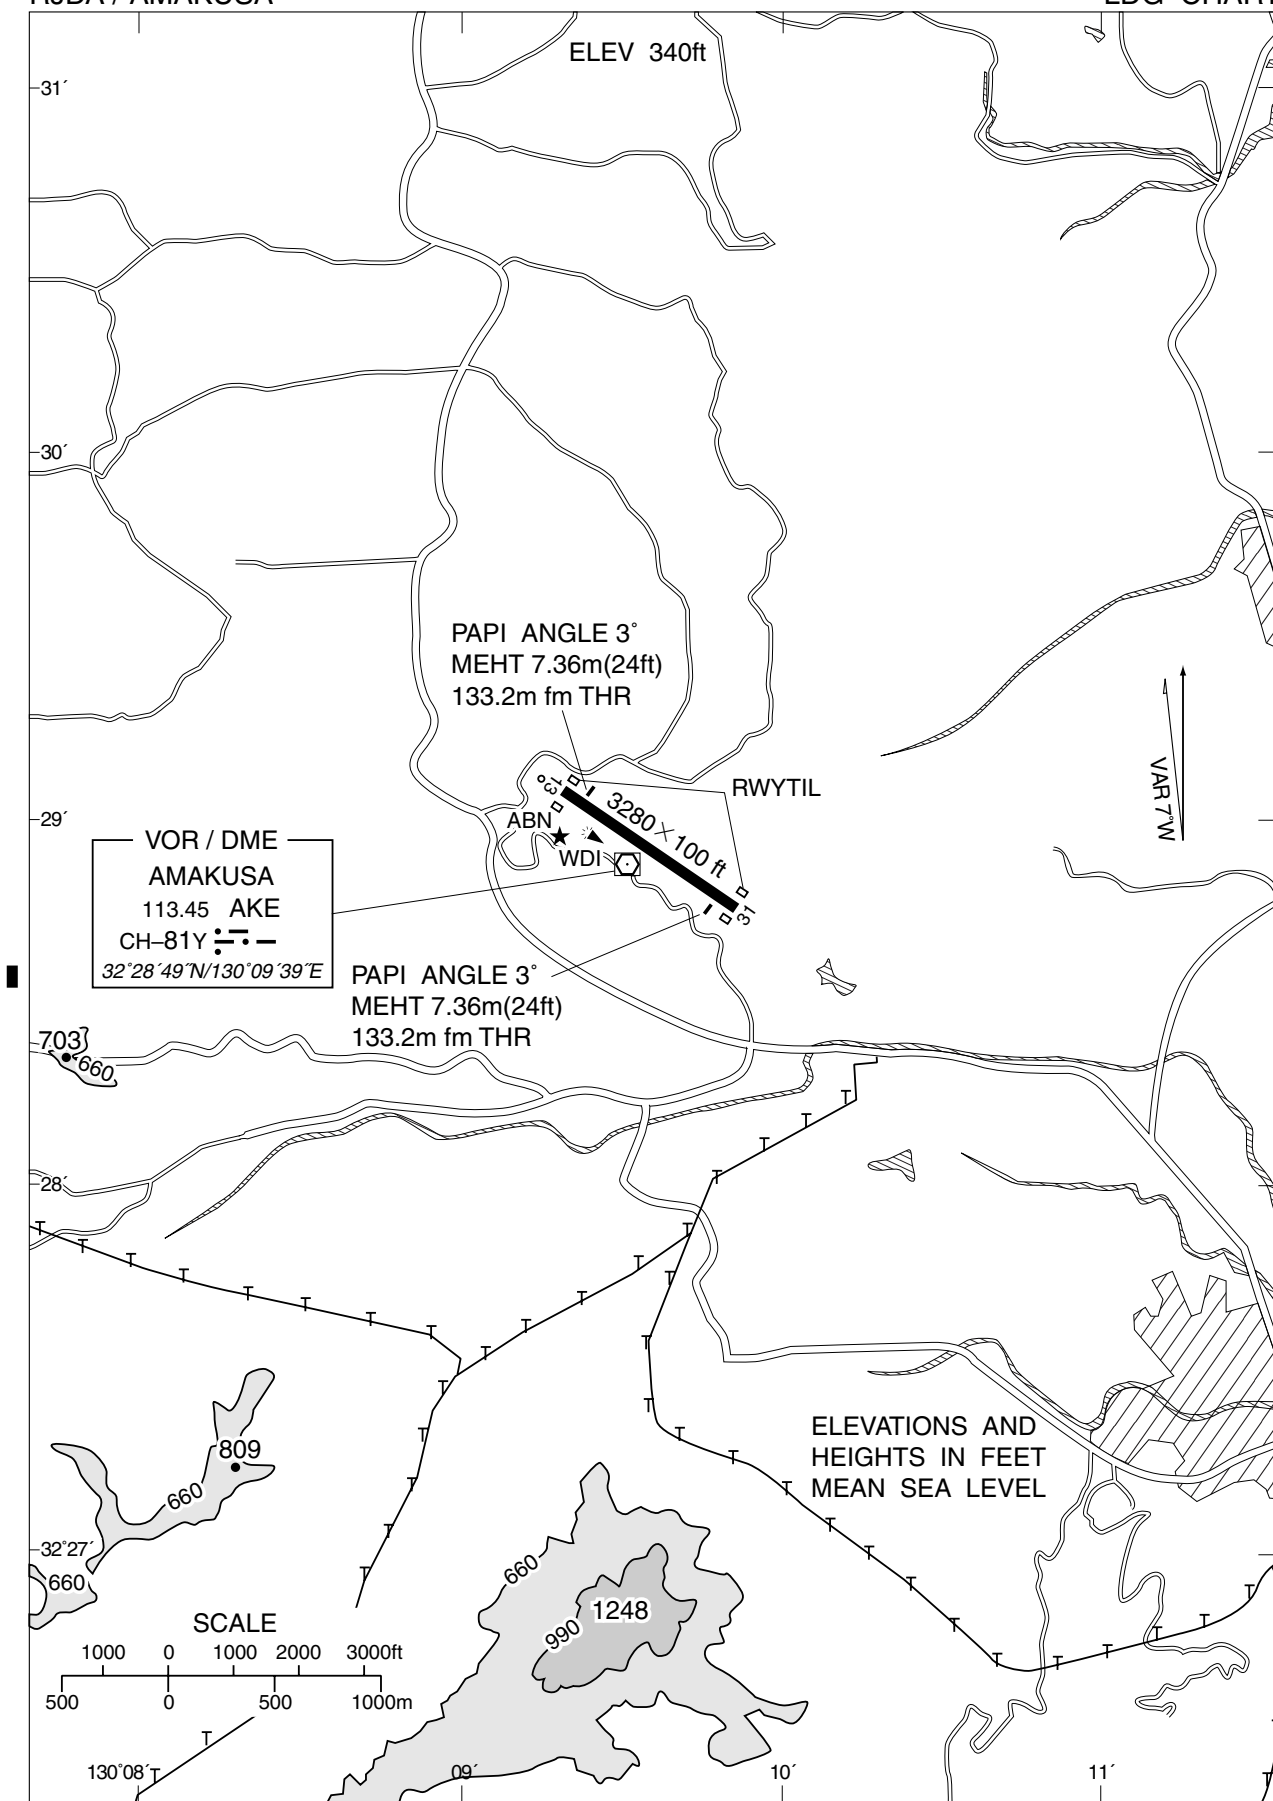 RJDA / AMAKUSA
LDG CHART
ELEV 340ft
31´
30´
PAPI ANGLE 3°
MEHT 7.36m(24ft)
133.2m fm THR
VAR 7°W
RWYTIL
13
3280×100 ft
29´
ABN
WDI
31
VOR / DME
AMAKUSA
113.45 AKE
CH–81Y
32°28´49″N/130°09´39″E
PAPI ANGLE 3°
MEHT 7.36m(24ft)
133.2m fm THR
703
660
28´
809
660
ELEVATIONS AND
HEIGHTS IN FEET
MEAN SEA LEVEL
32°27´
660
660
1248
990
SCALE
1000 0 1000 2000 3000ft
500 0 500 1000m
130°08´ 09´ 10´ 11´